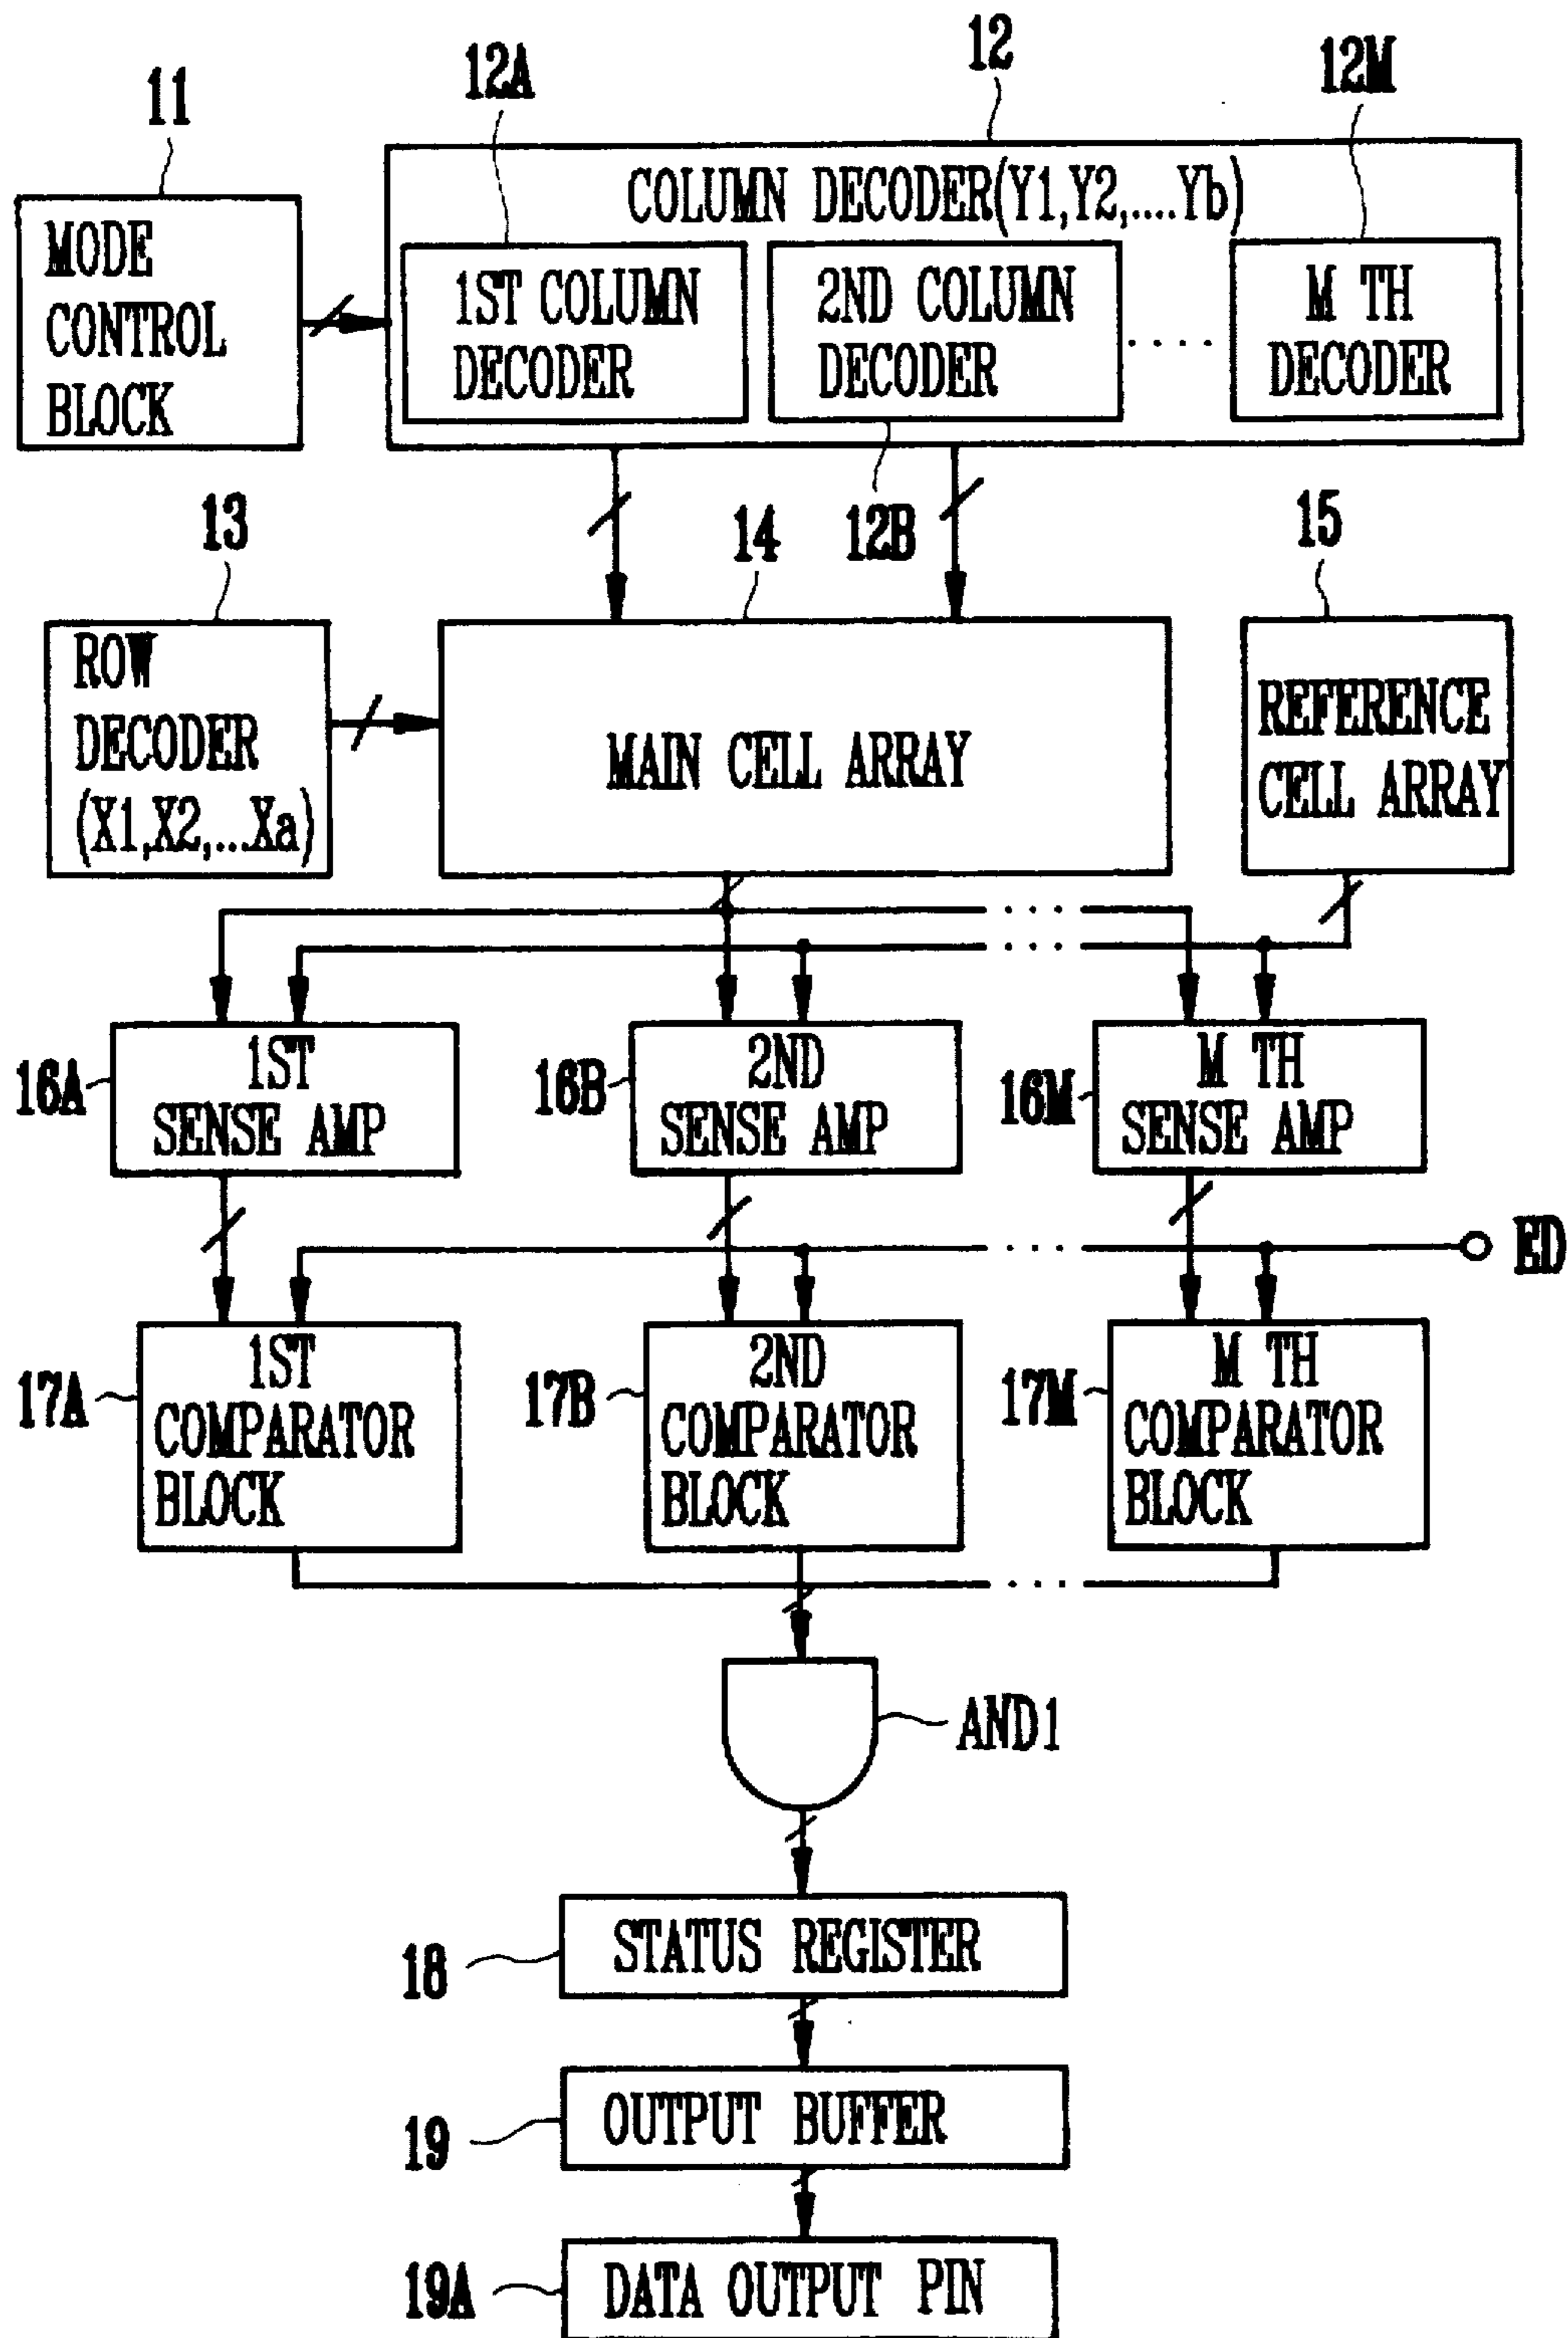 12
12A
12M
11
COLUMN DECODER(Y1,Y2,....Yb)
MODE
CONTROL
BLOCK
1ST COLUMN
DECODER
2ND COLUMN
DECODER
.....
M TH
DECODER
13
14
12B
15
ROW
DECODER
(X1,X2,...Xa)
MAIN CELL ARRAY
REFERENCE
CELL ARRAY
16A
1ST
SENSE AMP
16B
2ND
SENSE AMP
16M
M TH
SENSE AMP
ED
17A
1ST
COMPARATOR
BLOCK
17B
2ND
COMPARATOR
BLOCK
17M
M TH
COMPARATOR
BLOCK
AND1
18
STATUS REGISTER
19
OUTPUT BUFFER
19A
DATA OUTPUT PIN